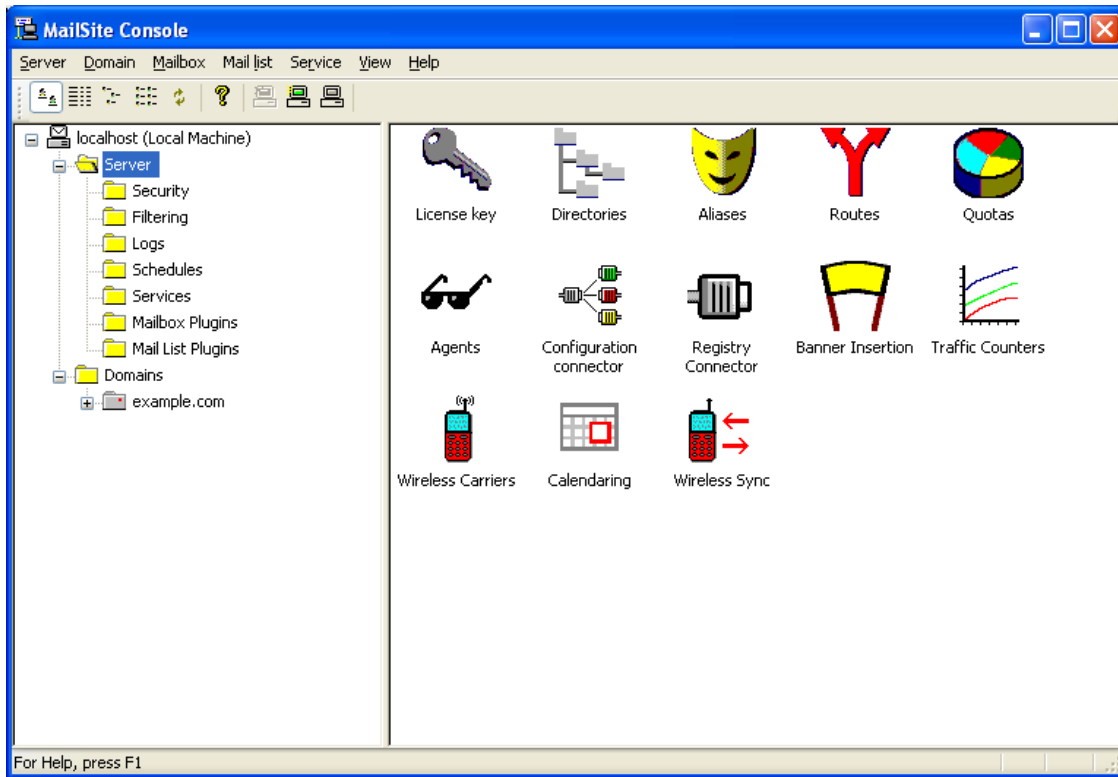 MailSite Console
Server Domain Mailbox Mail list Service View Help
localhost (Local Machine)
Server
Security
Filtering
Logs
Schedules
Services
Mailbox Plugins
Mail List Plugins
Domains
example.com
License key Directories Aliases Routes Quotas
Agents Configuration connector Registry Connector Banner Insertion Traffic Counters
Wireless Carriers Calendaring Wireless Sync
For Help, press F1